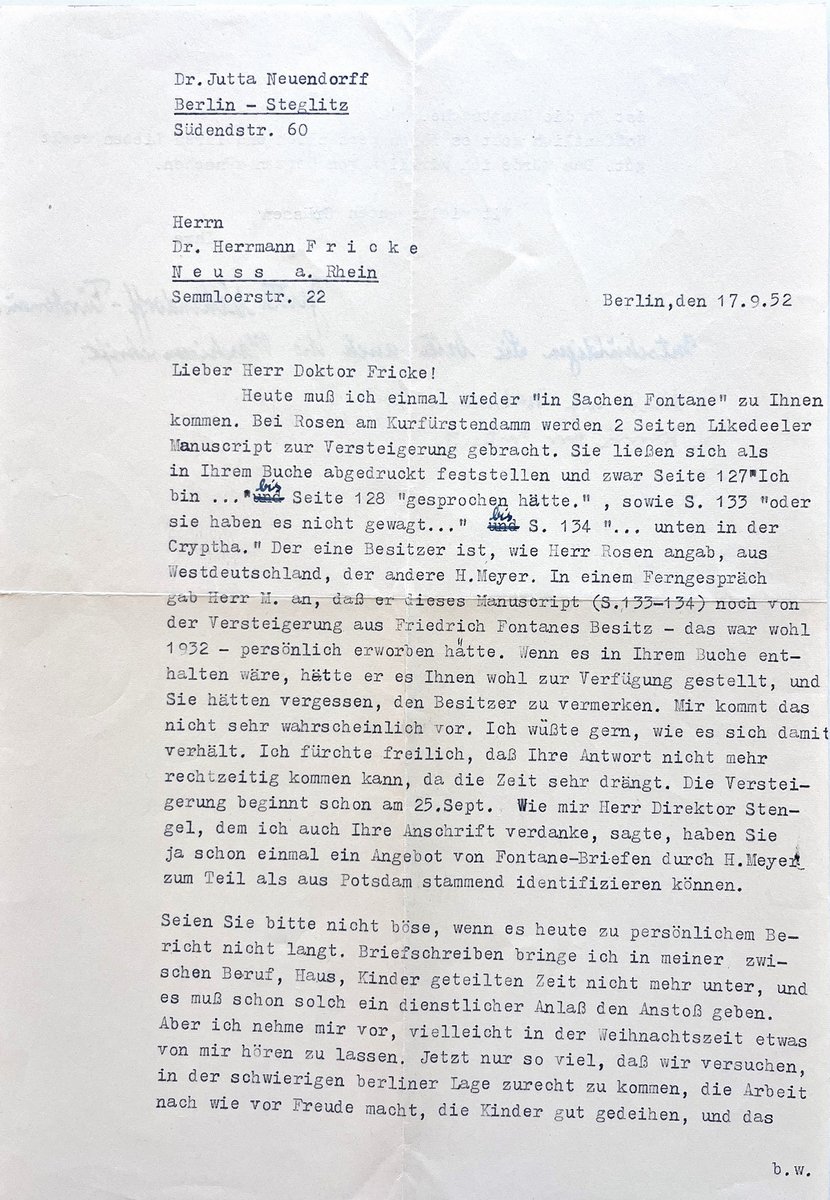 Dr.Jutta Neuendorff
Berlin - Steglitz
Südendstr. 60
Herrn
Dr. Herrmann F r i c k e
N e u s s a. Rhein
Semmloerstr. 22
Berlin,den 17.9.52
Lieber Herr Doktor Fricke!
Heute muß ich einmal wieder "in Sachen Fontane" zu Ihnen
kommen. Bei Rosen am Kurfürstendamm werden 2 Seiten Likedeeler
Manuscript zur Versteigerung gebracht. Sie ließen sich als
in Ihrem Buche abgedruckt feststellen und zwar Seite 127"Ich
bin ..." bis Seite 128 "gesprochen hätte." , sowie S. 133 "oder
sie haben es nicht gewagt..." bis S. 134 "... unten in der
Cryptha." Der eine Besitzer ist, wie Herr Rosen angab, aus
Westdeutschland, der andere H.Meyer. In einem Ferngespräch
gab Herr M. an, daß er dieses Manuscript (S.133-134) noch von
der Versteigerung aus Friedrich Fontanes Besitz - das war wohl
1932 - persönlich erworben hätte. Wenn es in Ihrem Buche ent-
halten wäre, hätte er es Ihnen wohl zur Verfügung gestellt, und
Sie hätten vergessen, den Besitzer zu vermerken. Mir kommt das
nicht sehr wahrscheinlich vor. Ich wüßte gern, wie es sich damit
verhält. Ich fürchte freilich, daß Ihre Antwort nicht mehr
rechtzeitig kommen kann, da die Zeit sehr drängt. Die Verstei-
gerung beginnt schon am 25.Sept. Wie mir Herr Direktor Sten-
gel, dem ich auch Ihre Anschrift verdanke, sagte, haben Sie
ja schon einmal ein Angebot von Fontane-Briefen durch H.Meyer
zum Teil als aus Potsdam stammend identifizieren können.
Seien Sie bitte nicht böse, wenn es heute zu persönlichem Be-
richt nicht langt. Briefschreiben bringe ich in meiner zwi-
schen Beruf, Haus, Kinder geteilten Zeit nicht mehr unter, und
es muß schon solch ein dienstlicher Anlaß den Anstoß geben.
Aber ich nehme mir vor, vielleicht in der Weihnachtszeit etwas
von mir hören zu lassen. Jetzt nur so viel, daß wir versuchen,
in der schwierigen berliner Lage zurecht zu kommen, die Arbeit
nach wie vor Freude macht, die Kinder gut gedeihen, und das
b.w.